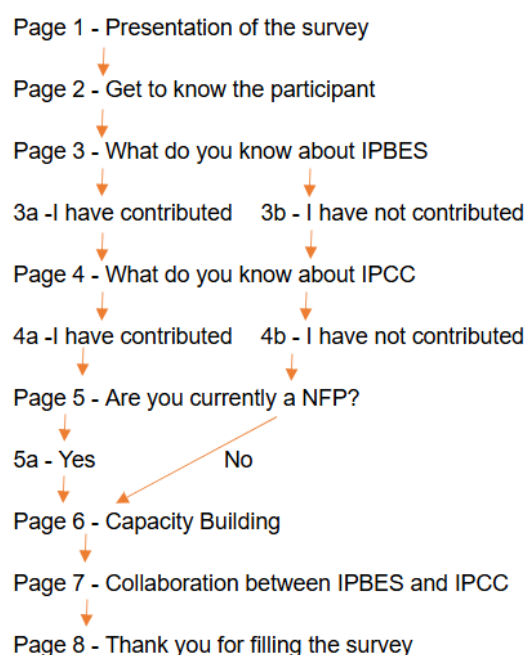 Page 1 - Presentation of the survey
Page 2 - Get to know the participant
Page 3 - What do you know about IPBES
3a -I have contributed 3b - I have not contributed
Page 4 - What do you know about IPCC
4a -I have contributed 4b - I have not contributed
Page 5 - Are you currently a NFP?
5a - Yes No
Page 6 - Capacity Building
Page 7 - Collaboration between IPBES and IPCC
Page 8 - Thank you for filling the survey